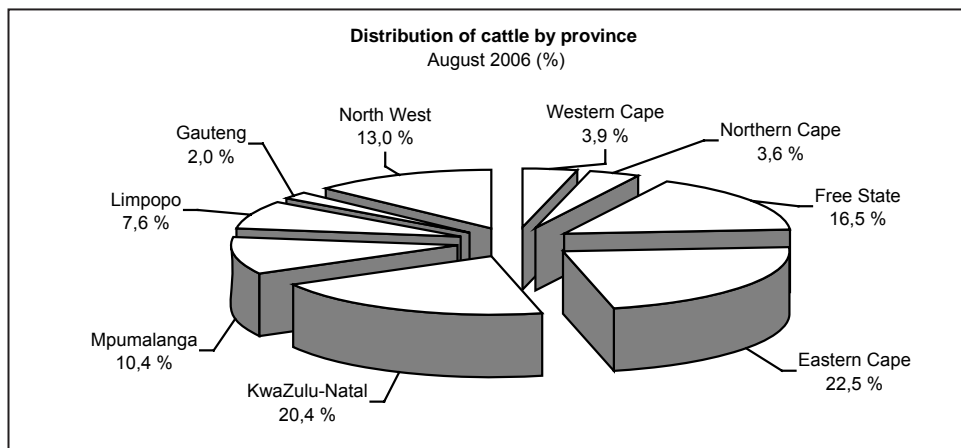 Distribution of cattle by province
August 2006 (%)
Western Cape
3,9 %
Northern Cape
3,6 %
Free State
16,5 %
Eastern Cape
22,5 %
KwaZulu-Natal
20,4 %
Mpumalanga
10,4 %
Limpopo
7,6 %
Gauteng
2,0 %
North West
13,0 %